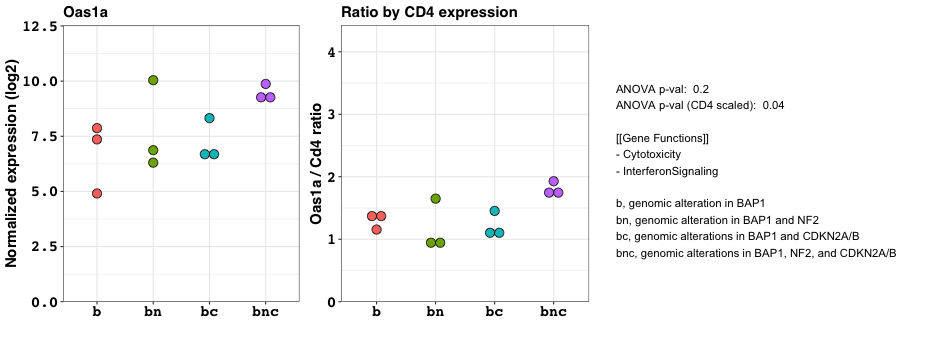 Oas1a
Normalized expression (log2)
12.5
10.0
7.5
5.0
2.5
0.0
b
bn
bc
bnc
Ratio by CD4 expression
Oas1a / Cd4 ratio
4
3
2
1
0
b
bn
bc
bnc
ANOVA p-val:  0.2
ANOVA p-val (CD4 scaled):  0.04
[[Gene Functions]]
- Cytotoxicity
- InterferonSignaling
b, genomic alteration in BAP1
bn, genomic alteration in BAP1 and NF2
bc, genomic alterations in BAP1 and CDKN2A/B
bnc, genomic alterations in BAP1, NF2, and CDKN2A/B